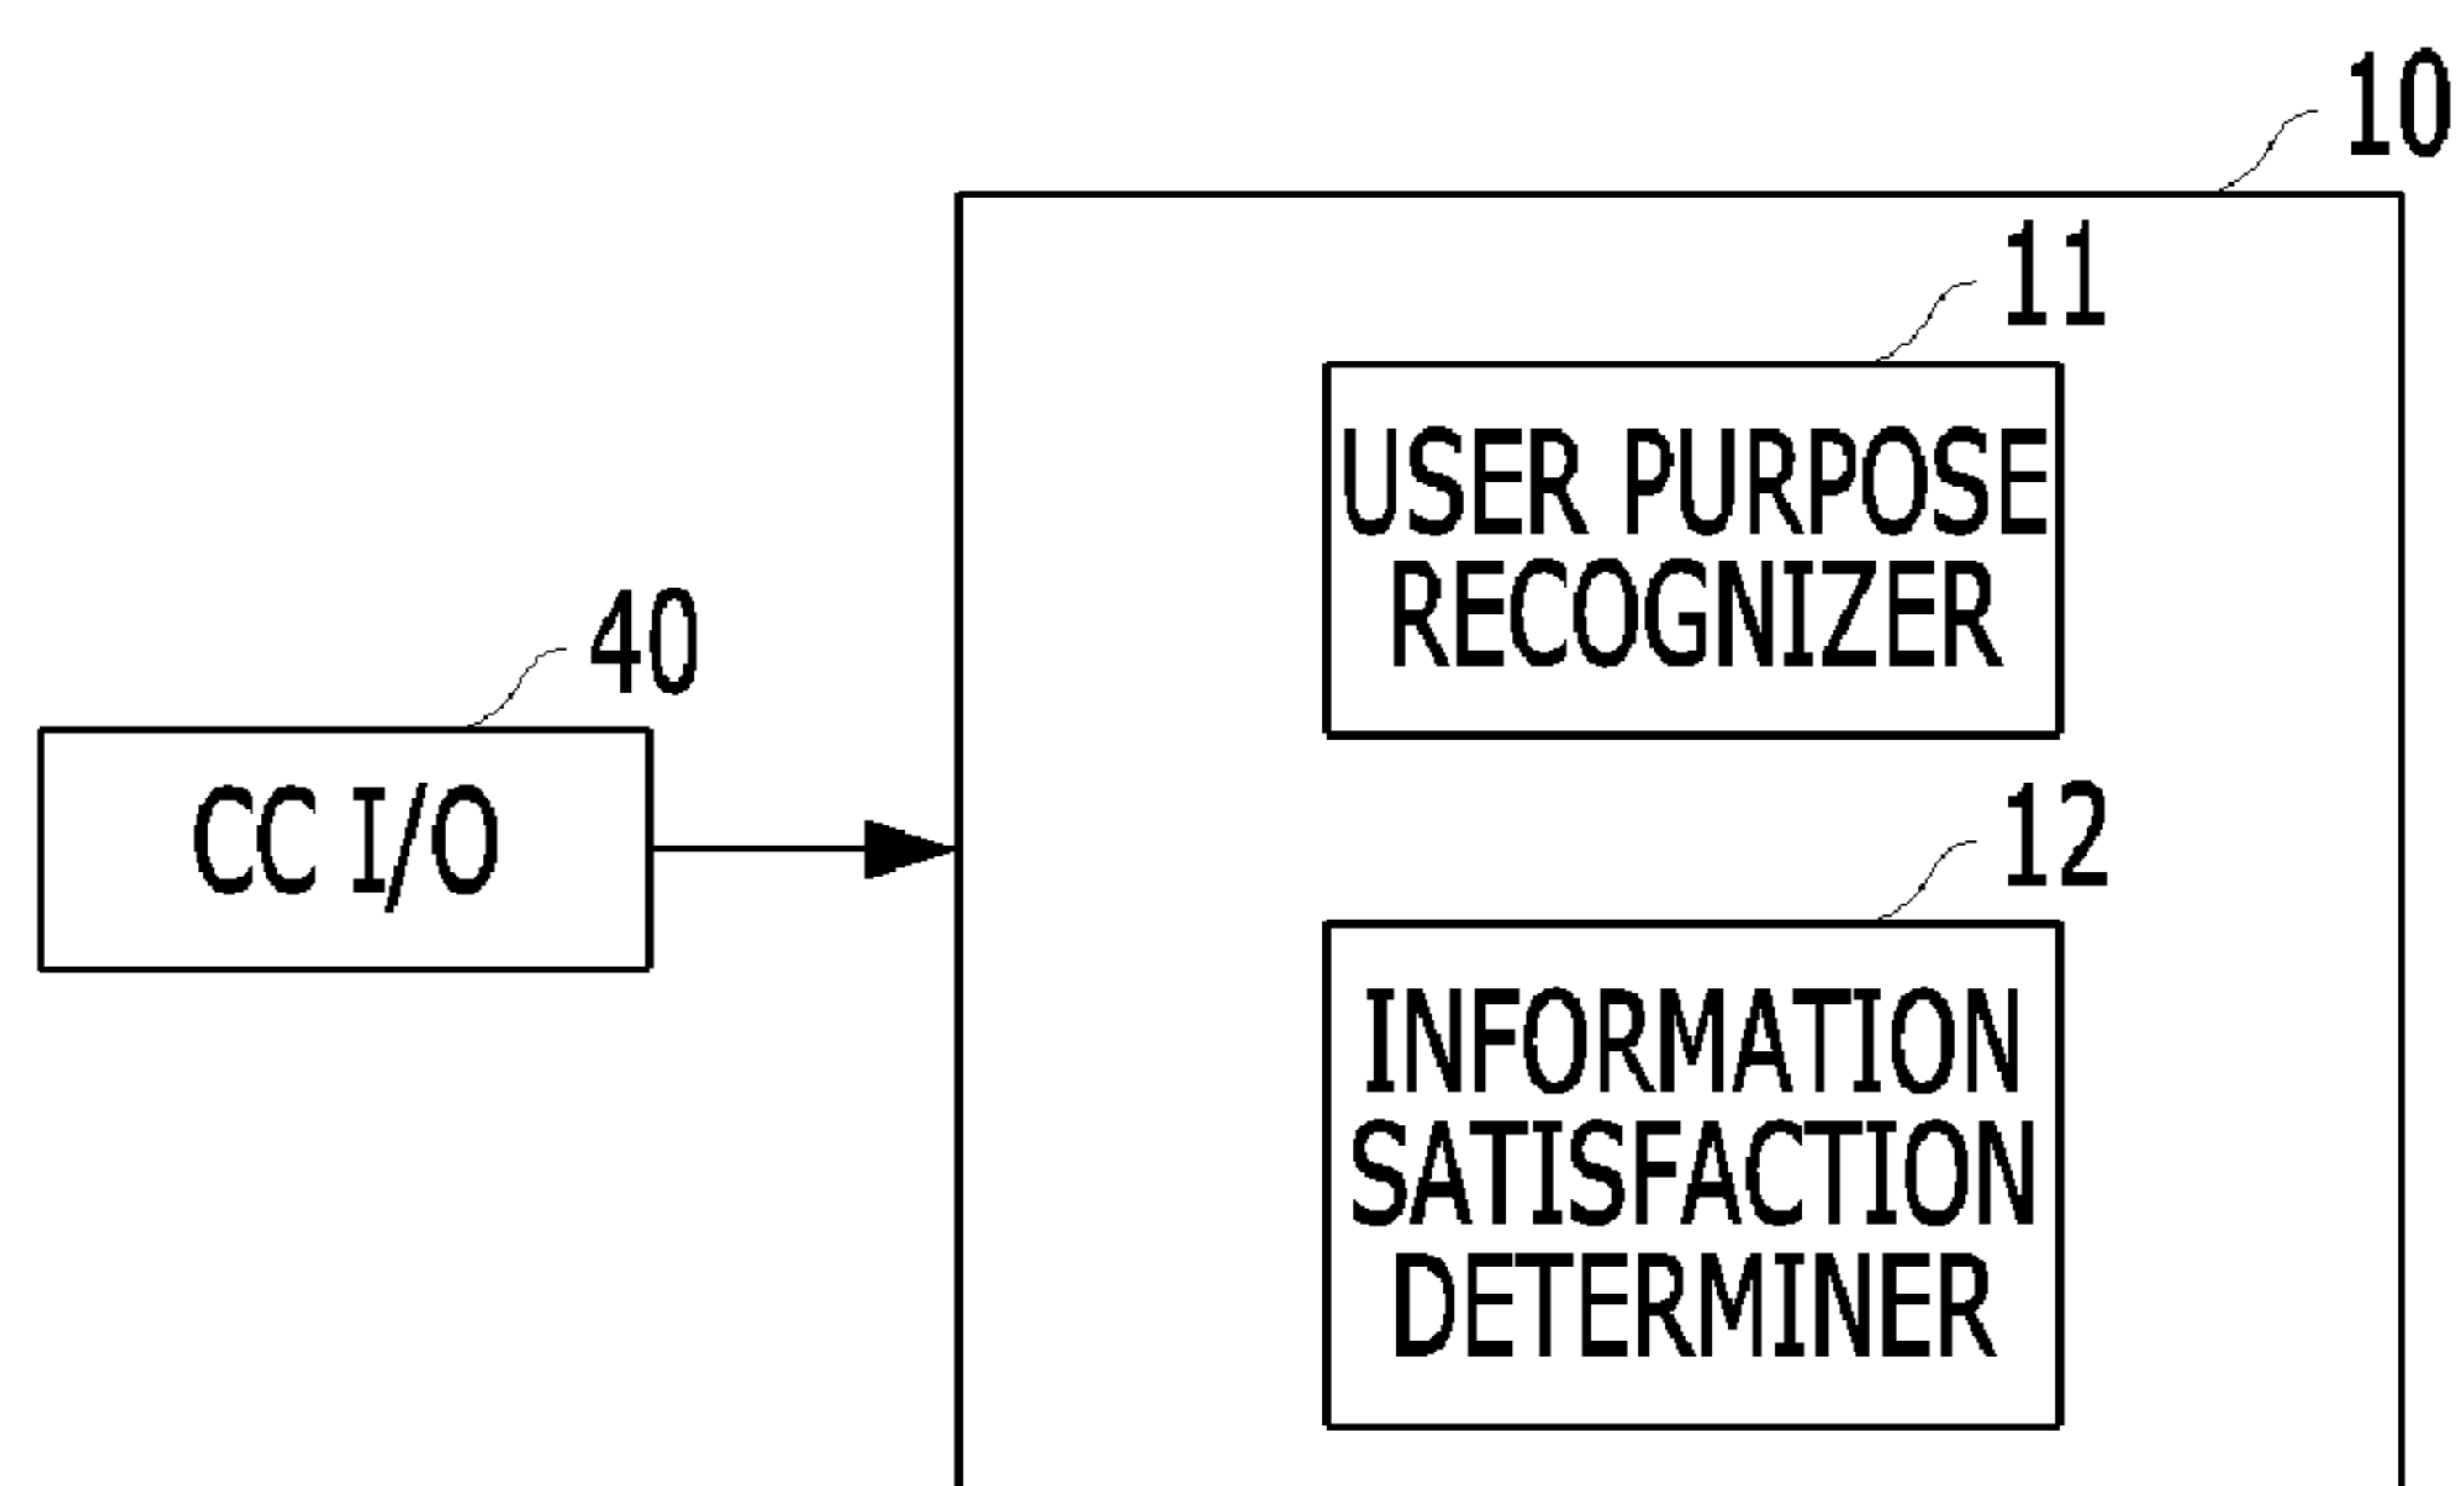 10
11
USER PURPOSE
RECOGNIZER
40
CC I/O
12
INFORMATION
SATISFACTION
DETERMINER